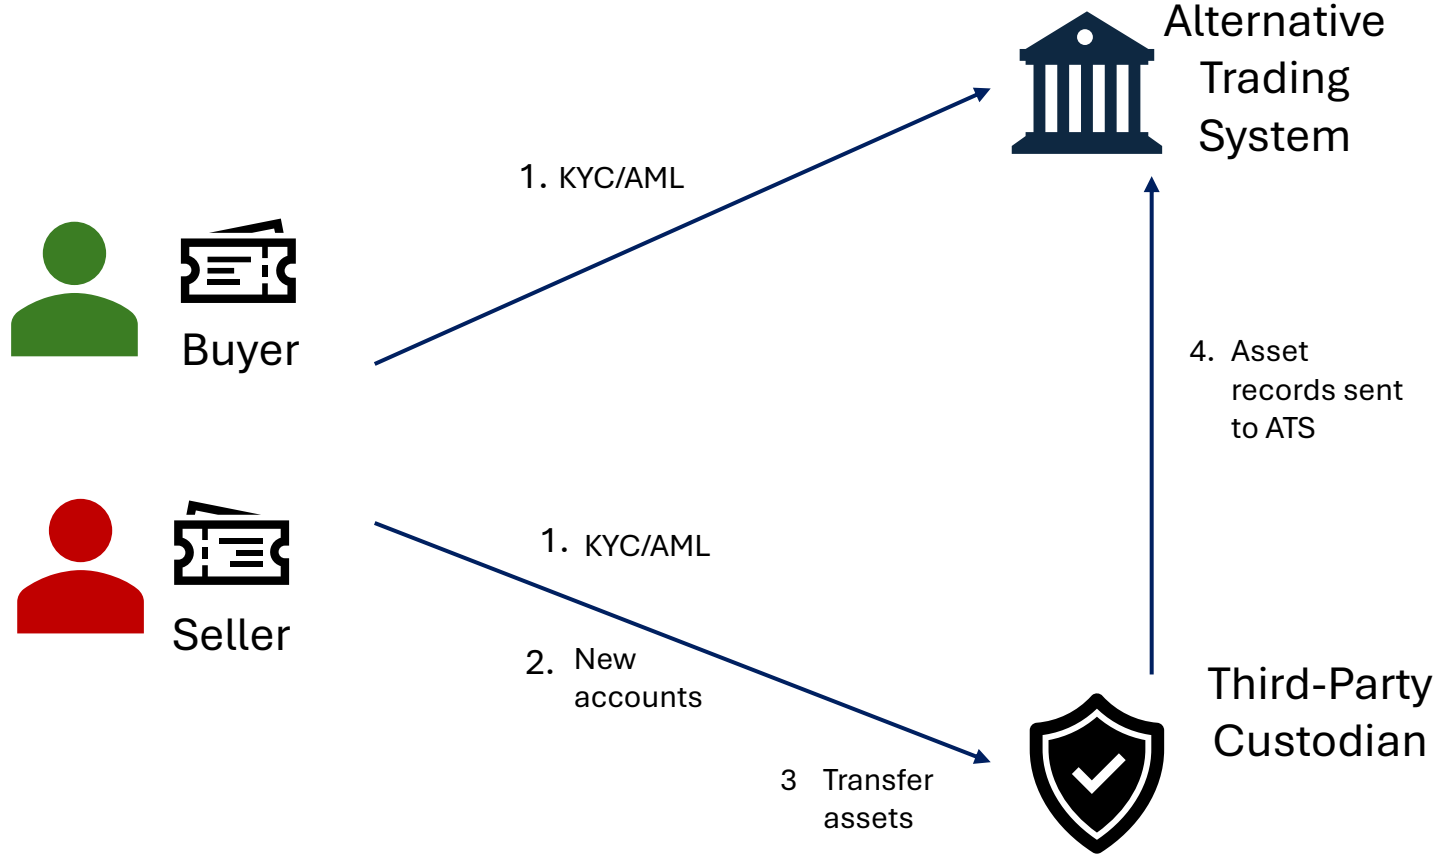 Alternative
Trading
System
1. KYC/AML
Buyer
4. Asset
records sent
to ATS
1. KYC/AML
Seller
2. New
accounts
Third-Party
Custodian
3 Transfer
assets